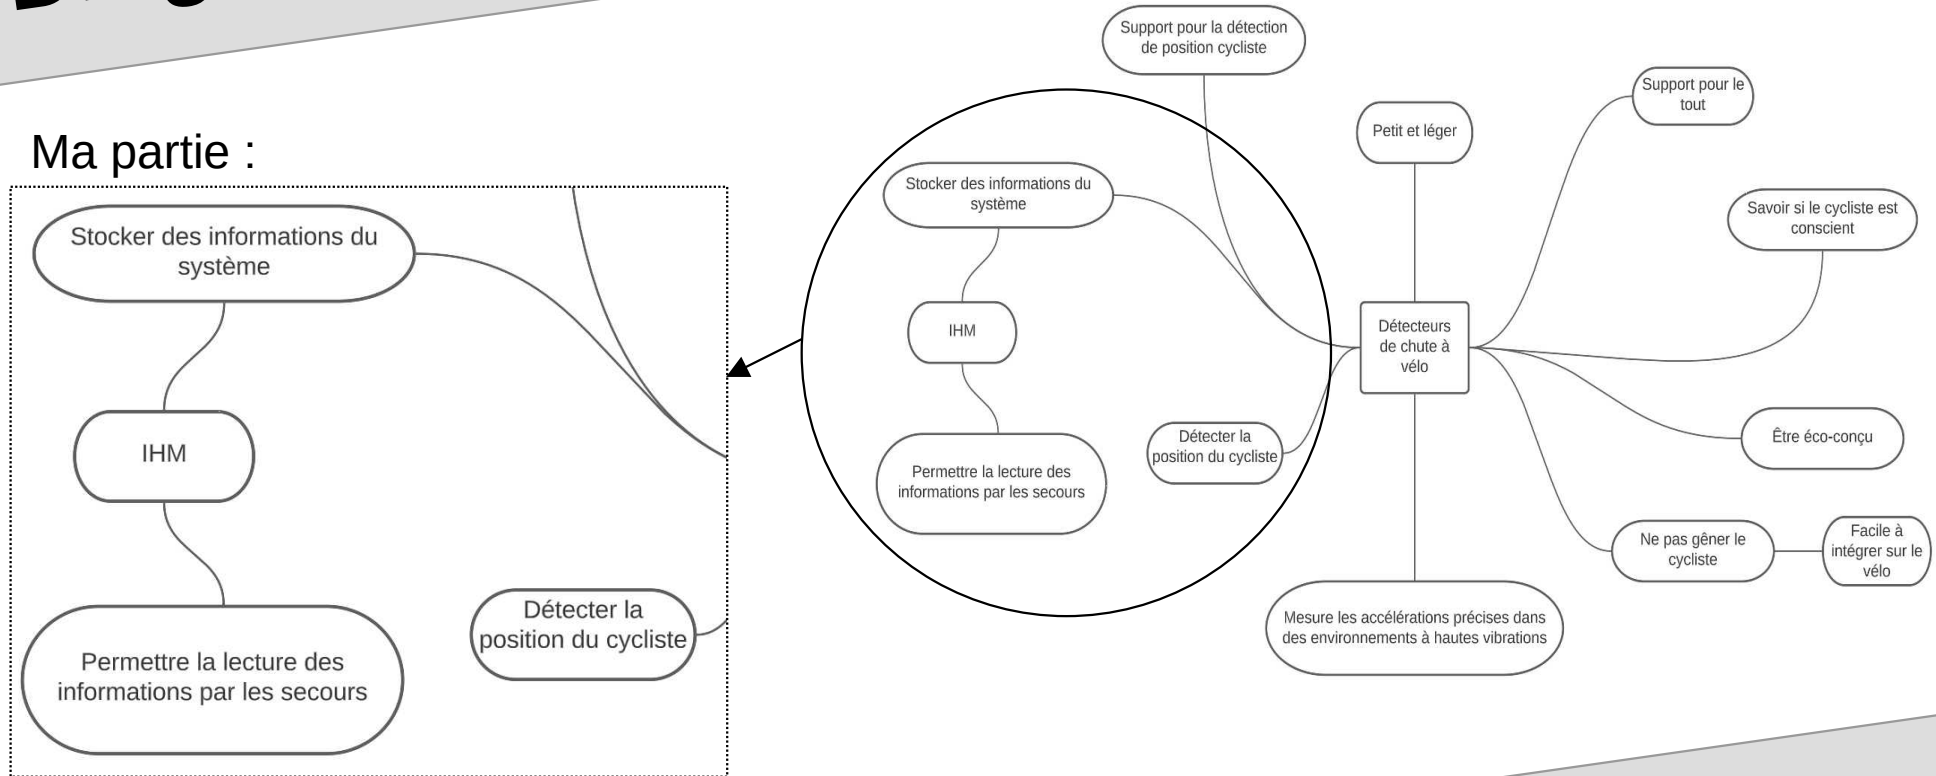 Ma partie :
Stocker des informations du
système
IHM
Permettre la lecture des
informations par les secours
Détecter la
position du cycliste
Support pour la détection
de position cycliste
Stocker des informations du
système
IHM
Permettre la lecture des
informations par les secours
Détecter la
position du cycliste
Petit et léger
Détecteurs
de chute à
vélo
Mesure les accélérations précises dans
des environnements à hautes vibrations
Support pour le
tout
Savoir si le cycliste est
conscient
Être éco-conçu
Ne pas gêner le
cycliste
Facile à
intégrer sur le
vélo